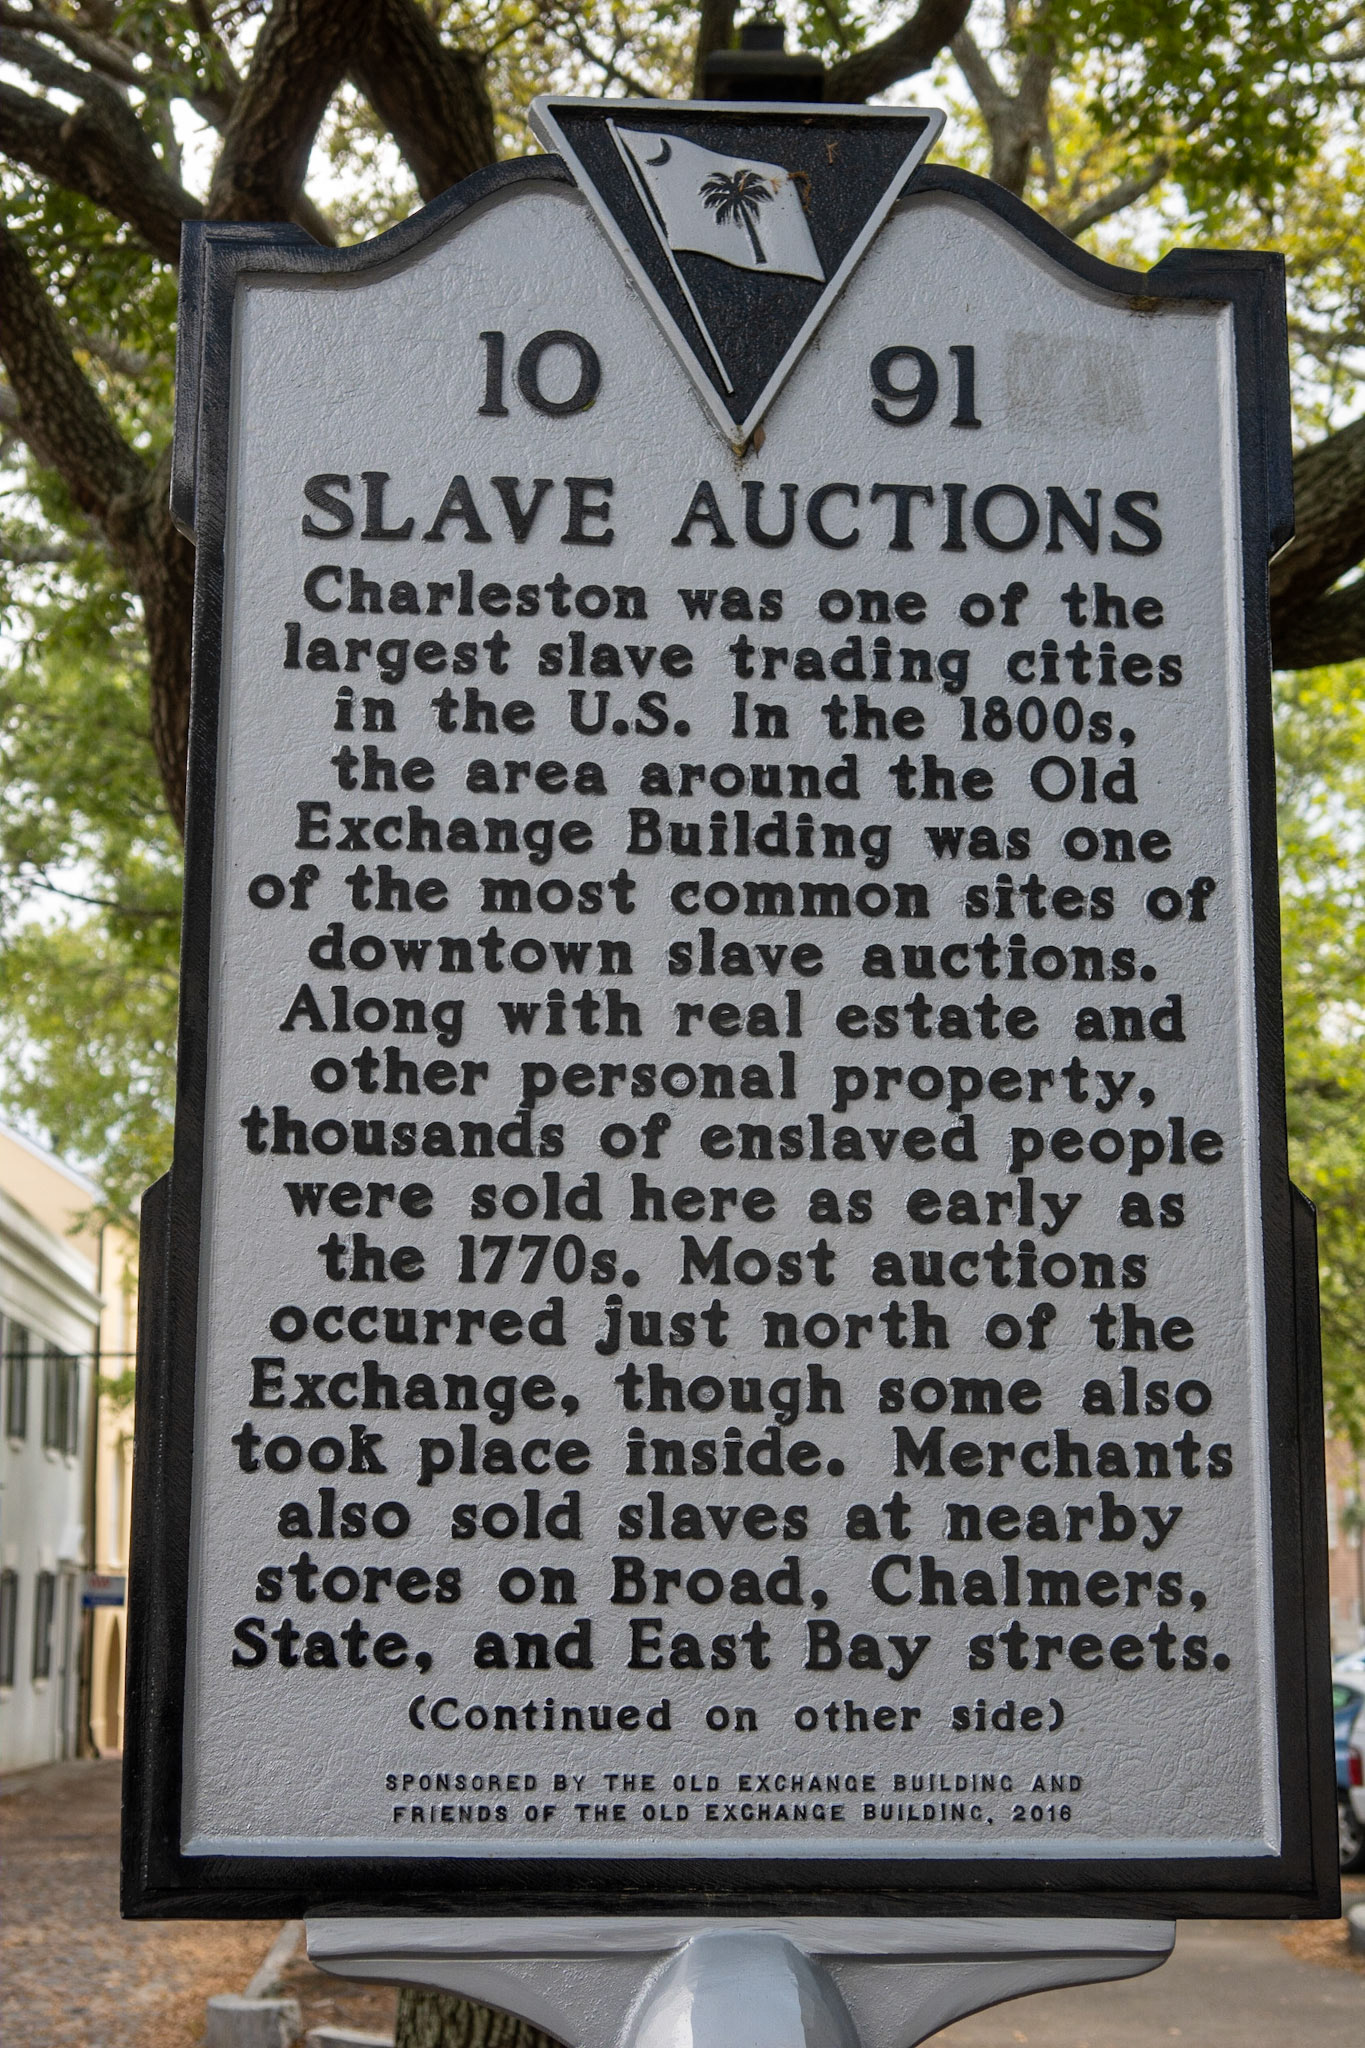 10 91
SLAVE AUCTIONS
Charleston was one of the
largest slave trading cities
in the U.S. In the 1800s,
the area around the Old
Exchange Building was one
of the most common sites of
downtown slave auctions.
Along with real estate and
other personal property,
thousands of enslaved people
were sold here as early as
the 1770s. Most auctions
occurred just north of the
Exchange, though some also
took place inside. Merchants
also sold slaves at nearby
stores on Broad, Chalmers,
State, and East Bay streets.
(Continued on other side)
SPONSORED BY THE OLD EXCHANGE BUILDING AND
FRIENDS OF THE OLD EXCHANGE BUILDING, 2016